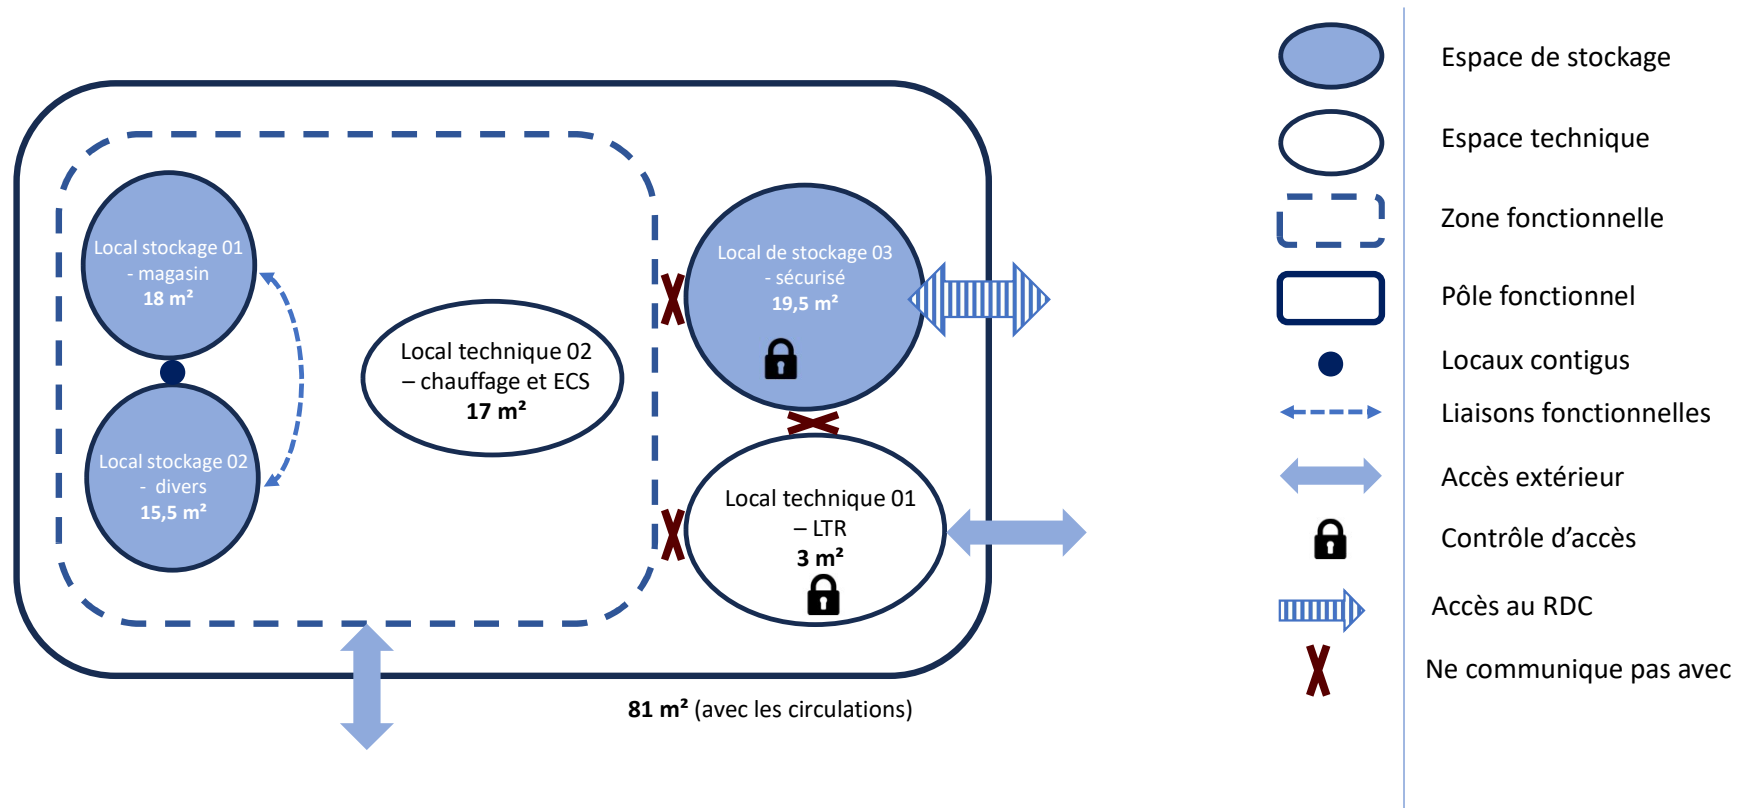 Local stockage 01
- magasin
18 m²
Local stockage 02
- divers
15,5 m²
Local technique 02
– chauffage et ECS
17 m²
Local de stockage 03
- sécurisé
19,5 m²
Local technique 01
– LTR
3 m²
81 m² (avec les circulations)
Espace de stockage
Espace technique
Zone fonctionnelle
Pôle fonctionnel
Locaux contigus
Liaisons fonctionnelles
Accès extérieur
Contrôle d’accès
Accès au RDC
Ne communique pas avec